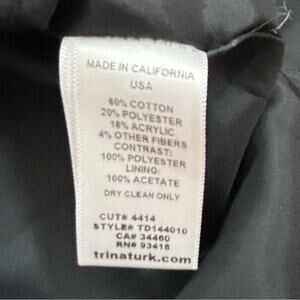 MADE IN CALIFORNIA
USA
60% COTTON
20% POLYESTER
16% ACRYLIC
4% OTHER FIBERS
CONTRAST:
100% POLYESTER
LINING:
100% ACETATE
DRY CLEAN ONLY
CUT# 4414
STYLE# TD144010
CA# 34460
RN# 93416
trinaturk.com